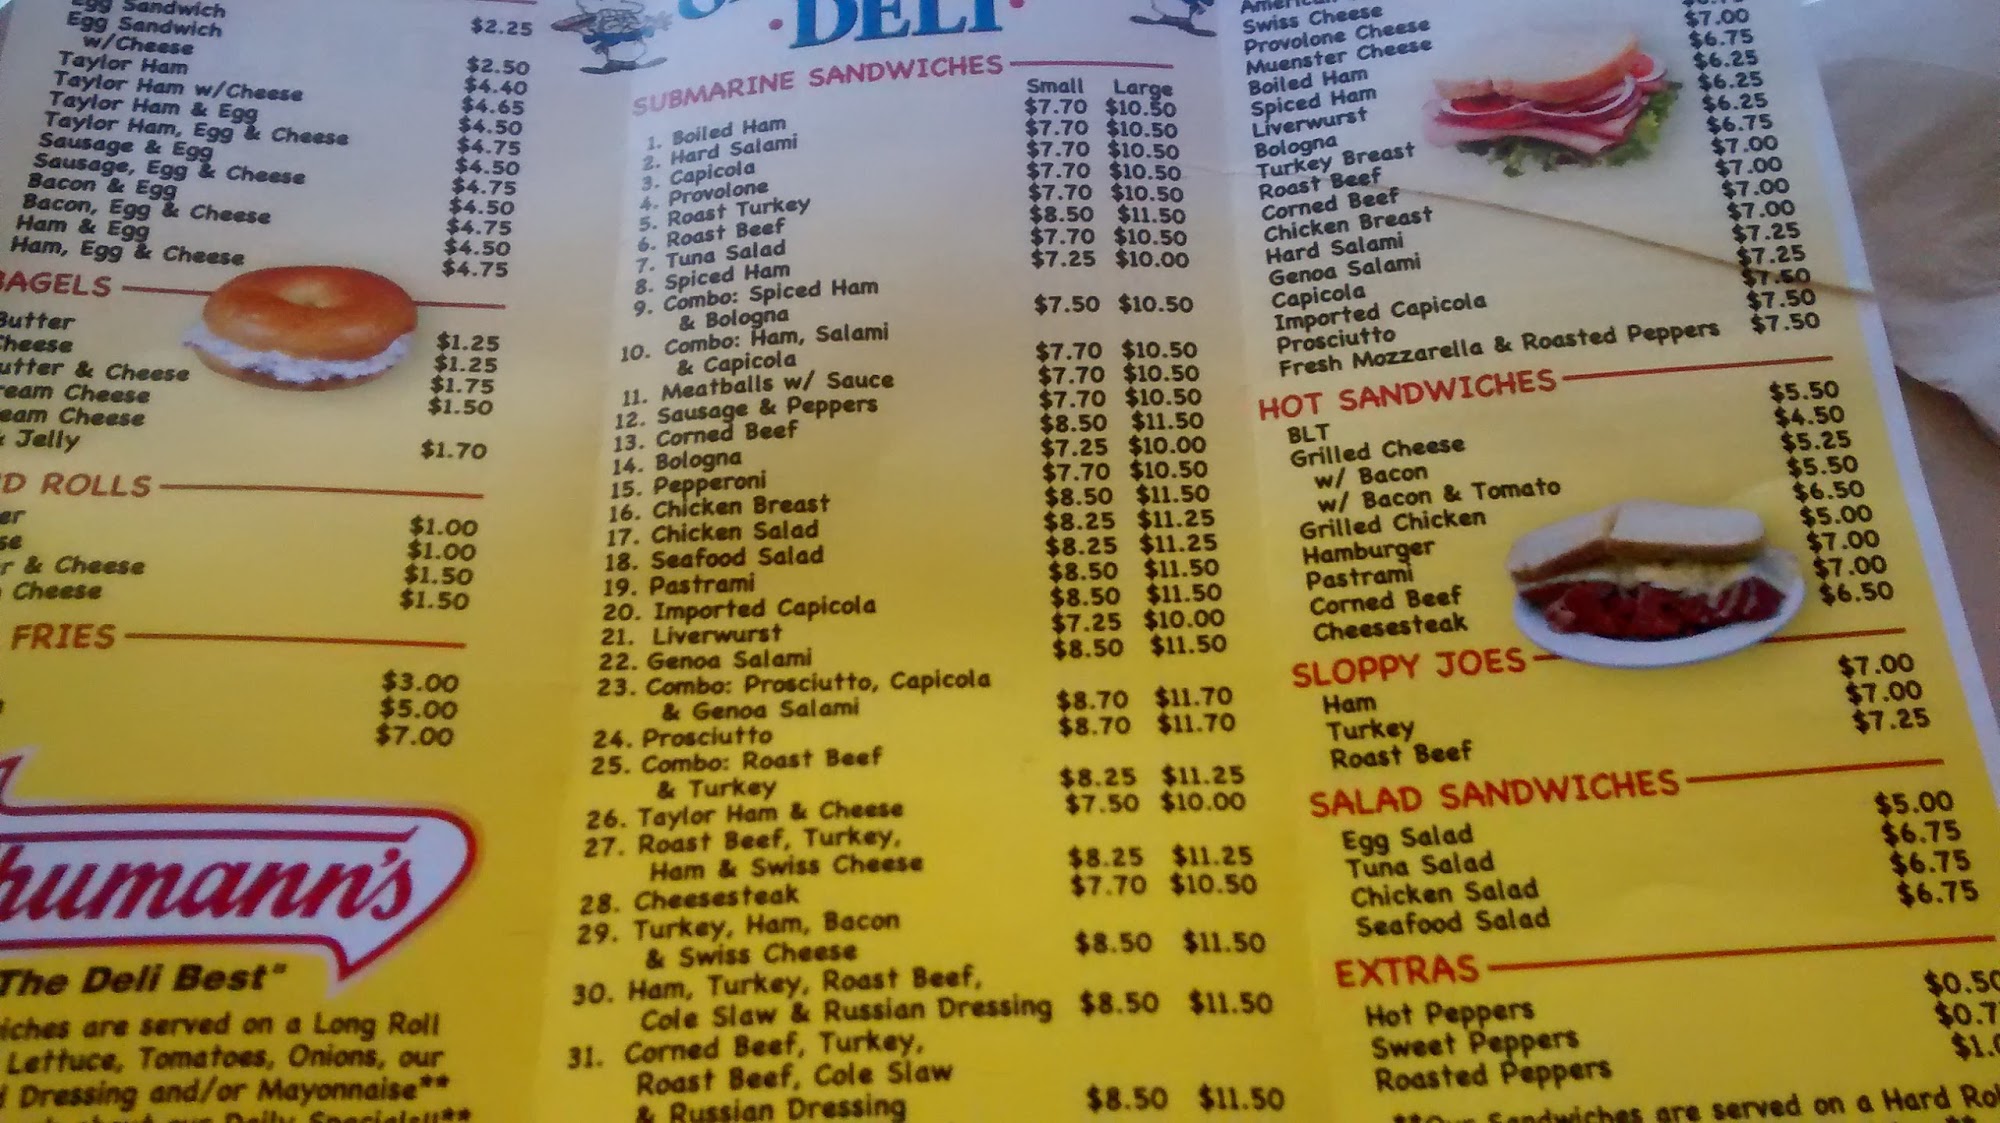 Egg Sandwich
Egg Sandwich $2.25
w/Cheese
Taylor Ham $2.50
Taylor Ham w/Cheese $4.40
Taylor Ham & Egg $4.65
Taylor Ham, Egg & Cheese $4.50
Sausage & Egg $4.75
Sausage, Egg & Cheese $4.50
Bacon & Egg $4.75
Bacon, Egg & Cheese $4.50
Ham & Egg $4.75
Ham, Egg & Cheese $4.50
$4.75
AGELS
Butter $1.25
heese $1.25
utter & Cheese $1.75
ream Cheese $1.50
eam Cheese
& Jelly $1.70
D ROLLS
er $1.00
se $1.00
r & Cheese $1.50
Cheese $1.50
FRIES
$3.00
$5.00
$7.00
humann's
The Deli Best"
iches are served on a Long Roll
Lettuce, Tomatoes, Onions, our
d Dressing and/or Mayonnaise**
about our Daily Specials!!**
DELI
SUBMARINE SANDWICHES
Small Large
1. Boiled Ham $7.70 $10.50
2. Hard Salami $7.70 $10.50
3. Capicola $7.70 $10.50
4. Provolone $7.70 $10.50
5. Roast Turkey $7.70 $10.50
6. Roast Beef $8.50 $11.50
7. Tuna Salad $7.70 $10.50
8. Spiced Ham $7.25 $10.00
9. Combo: Spiced Ham
& Bologna $7.50 $10.50
10. Combo: Ham, Salami
& Capicola $7.70 $10.50
11. Meatballs w/ Sauce $7.70 $10.50
12. Sausage & Peppers $7.70 $10.50
13. Corned Beef $8.50 $11.50
14. Bologna $7.25 $10.00
15. Pepperoni $7.70 $10.50
16. Chicken Breast $8.50 $11.50
17. Chicken Salad $8.25 $11.25
18. Seafood Salad $8.25 $11.25
19. Pastrami $8.50 $11.50
20. Imported Capicola $8.50 $11.50
21. Liverwurst $7.25 $10.00
22. Genoa Salami $8.50 $11.50
23. Combo: Prosciutto, Capicola
& Genoa Salami $8.70 $11.70
24. Prosciutto $8.70 $11.70
25. Combo: Roast Beef
& Turkey $8.25 $11.25
26. Taylor Ham & Cheese $7.50 $10.00
27. Roast Beef, Turkey,
Ham & Swiss Cheese $8.25 $11.25
28. Cheesesteak $7.70 $10.50
29. Turkey, Ham, Bacon
& Swiss Cheese $8.50 $11.50
30. Ham, Turkey, Roast Beef,
Cole Slaw & Russian Dressing $8.50 $11.50
31. Corned Beef, Turkey,
Roast Beef, Cole Slaw
& Russian Dressing $8.50 $11.50
American
Swiss Cheese $7.00
Provolone Cheese $6.75
Muenster Cheese $6.25
Boiled Ham $6.25
Spiced Ham $6.25
Liverwurst $6.75
Bologna $7.00
Turkey Breast $7.00
Roast Beef $7.00
Corned Beef $7.00
Chicken Breast $7.25
Hard Salami $7.25
Genoa Salami $7.50
Capicola $7.50
Imported Capicola $7.50
Prosciutto
Fresh Mozzarella & Roasted Peppers
HOT SANDWICHES
BLT $5.50
Grilled Cheese $4.50
w/ Bacon $5.25
w/ Bacon & Tomato $5.50
Grilled Chicken $6.50
Hamburger $5.00
Pastrami $7.00
Corned Beef $7.00
Cheesesteak $6.50
SLOPPY JOES
Ham $7.00
Turkey $7.00
Roast Beef $7.25
SALAD SANDWICHES
Egg Salad $5.00
Tuna Salad $6.75
Chicken Salad $6.75
Seafood Salad $6.75
EXTRAS
Hot Peppers $0.50
Sweet Peppers $0.7
Roasted Peppers $1.0
**Our Sandwiches are served on a Hard Rol